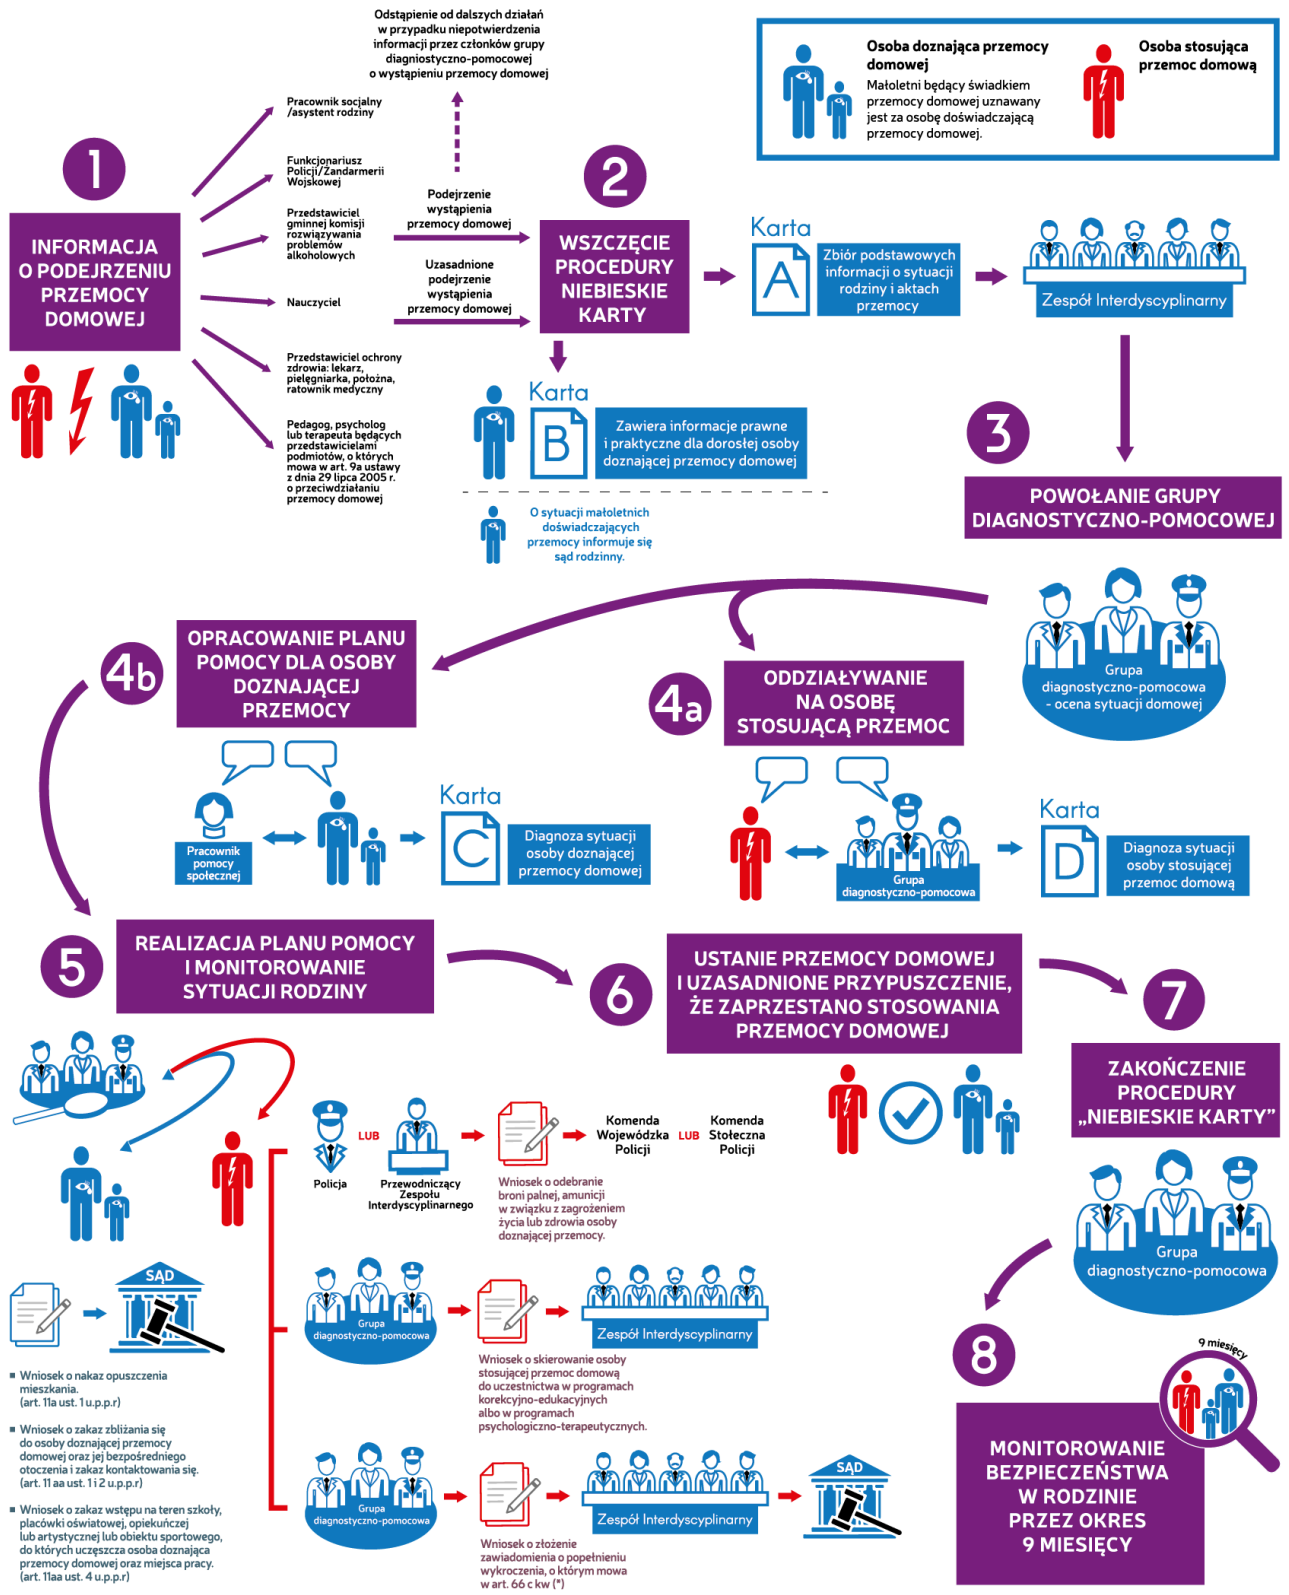 Odstąpienie od dalszych działań
w przypadku niepotwierdzenia
informacji przez członków grupy
diagniostyczno-pomocowej
o wystąpieniu przemocy domowej
Osoba doznająca przemocy
domowej
Małoletni będący świadkiem
przemocy domowej uznawany
jest za osobę doświadczającą
przemocy domowej.
Osoba stosująca
przemoc domową
1
INFORMACJA
O PODEJRZENIU
PRZEMOCY
DOMOWEJ
Pracownik socjalny
/asystent rodziny
Funkcjonariusz
Policji/Żandarmerii
Wojskowej
Przedstawiciel
gminnej komisji
rozwiązywania
problemów
alkoholowych
Nauczyciel
Przedstawiciel ochrony
zdrowia: lekarz,
pielęgniarka, położna,
ratownik medyczny
Pedagog, psycholog
lub terapeuta będących
przedstwicielami
podmiotów, o których
mowa w art. 9a ustawy
z dnia 29 lipca 2005 r.
o przeciwdziałaniu
przemocy domowej
Podejrzenie
wystąpienia
przemocy domowej
Uzasadnione
podejrzenie
wystąpienia
przemocy domowej
2
WSZCZĘCIE
PROCEDURY
NIEBIESKIE
KARTY
Karta
A
Zbiór podstawowych
informacji o sytuacji
rodziny i aktach
przemocy
Zespół Interdyscyplinarny
Karta
B
Zawiera informacje prawne
i praktyczne dla dorosłej osoby
doznającej przemocy domowej
O sytuacji małoletnich
doświadczających
przemocy informuje się
sąd rodzinny.
3
POWOŁANIE GRUPY
DIAGNOSTYCZNO-POMOCOWEJ
Grupa
diagnostyczno-pomocowa
- ocena sytuacji domowej
4b
OPRACOWANIE PLANU
POMOCY DLA OSOBY
DOZNAJĄCEJ
PRZEMOCY
Pracownik
pomocy
społecznej
Karta
C
Diagnoza sytuacji
osoby doznającej
przemocy domowej
4a
ODDZIAŁYWANIE
NA OSOBĘ
STOSUJĄCĄ PRZEMOC
Grupa
diagnostyczno-pomocowa
Karta
D
Diagnoza sytuacji
osoby stosującej
przemoc domową
5
REALIZACJA PLANU POMOCY
I MONITOROWANIE
SYTUACJI RODZINY
6
USTANIE PRZEMOCY DOMOWEJ
I UZASADNIONE PRZYPUSZCZENIE,
ŻE ZAPRZESTANO STOSOWANIA
PRZEMOCY DOMOWEJ
7
ZAKOŃCZENIE
PROCEDURY
„NIEBIESKIE KARTY”
Grupa
diagnostyczno-pomocowa
Policja
LUB
Przewodniczący
Zespołu
Interdyscyplinarnego
Wniosek o odebranie
broni palnej, amunicji
w związku z zagrożeniem
życia lub zdrowia osoby
doznającej przemocy.
Komenda
Wojewódzka
Policji
LUB
Komenda
Stołeczna
Policji
SĄD
Wniosek o nakaz opuszczenia
mieszkania.
(art. 11a ust. 1 u.p.p.r)
Wniosek o zakaz zbliżania się
do osoby doznającej przemocy
domowej oraz jej bezpośredniego
otoczenia i zakaz kontaktowania się.
(art. 11 aa ust. 1 i 2 u.p.p.r)
Wniosek o zakaz wstępu na teren szkoły,
placówki oświatowej, opiekuńczej
lub artystycznej lub obiektu sportowego,
do których uczęszcza osoba doznająca
przemocy domowej oraz miejsca pracy.
(art. 11aa ust. 4 u.p.p.r)
Grupa
diagnostyczno-pomocowa
Wniosek o skierowanie osoby
stosującej przemoc domową
do uczestnictwa w programach
korekcyjno-edukacyjnych
albo w programach
psychologiczno-terapeutycznych.
Zespół Interdyscyplinarny
Grupa
diagnostyczno-pomocowa
Wniosek o złożenie
zawiadomienia o popełnieniu
wykroczenia, o którym mowa
w art. 66 c kw (*)
Zespół Interdyscyplinarny
SĄD
8
9 miesięcy
MONITOROWANIE
BEZPIECZEŃSTWA
W RODZINIE
PRZEZ OKRES
9 MIESIĘCY